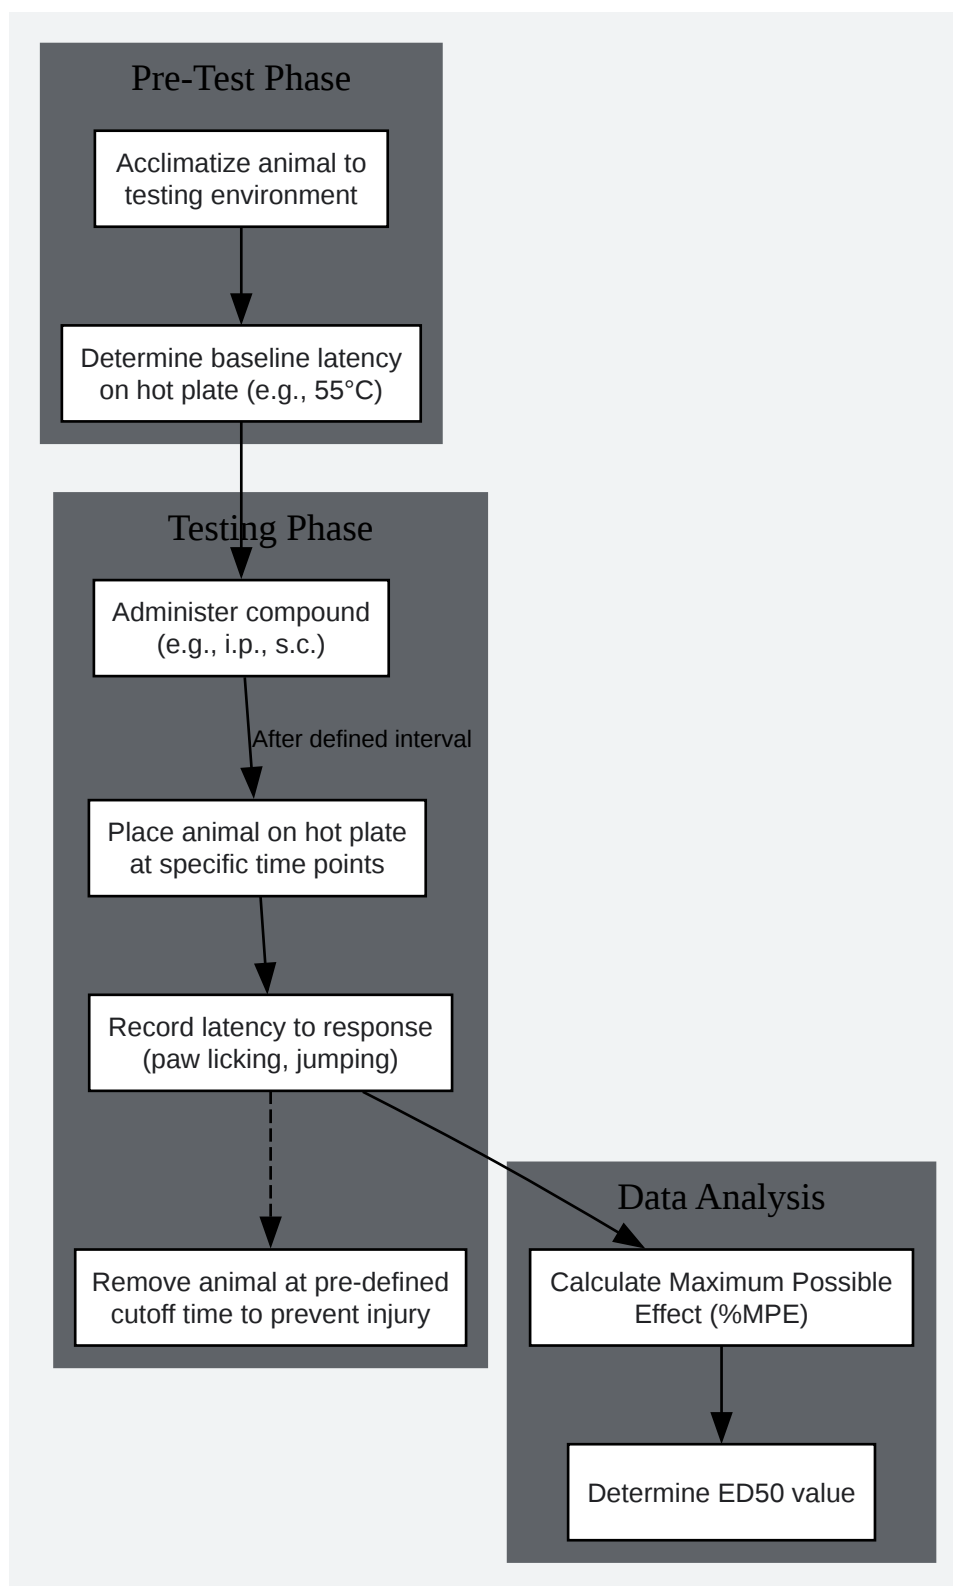 Pre-Test Phase
Acclimatize animal to
testing environment
Determine baseline latency
on hot plate (e.g., 55°C)
Testing Phase
Administer compound
(e.g., i.p., s.c.)
After defined interval
Place animal on hot plate
at specific time points
Record latency to response
(paw licking, jumping)
Remove animal at pre-defined
cutoff time to prevent injury
Data Analysis
Calculate Maximum Possible
Effect (%MPE)
Determine ED50 value